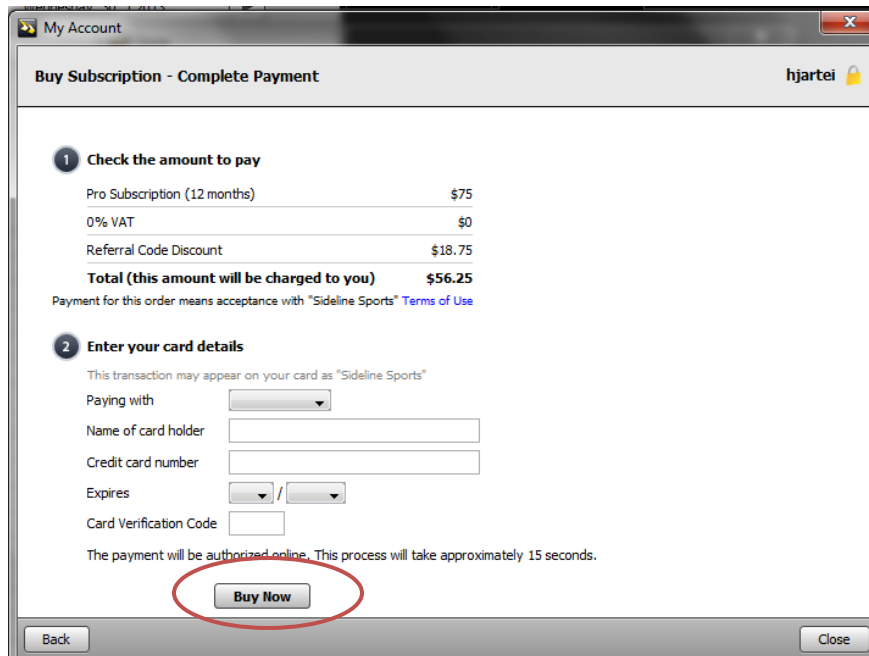 My Account
Buy Subscription - Complete Payment
hjartei
1 Check the amount to pay
Pro Subscription (12 months) $75
0% VAT $0
Referral Code Discount $18.75
Total (this amount will be charged to you) $56.25
Payment for this order means acceptance with "Sideline Sports" Terms of Use
2 Enter your card details
This transaction may appear on your card as "Sideline Sports"
Paying with
Name of card holder
Credit card number
Expires /
Card Verification Code
The payment will be authorized online. This process will take approximately 15 seconds.
Buy Now
Back Close